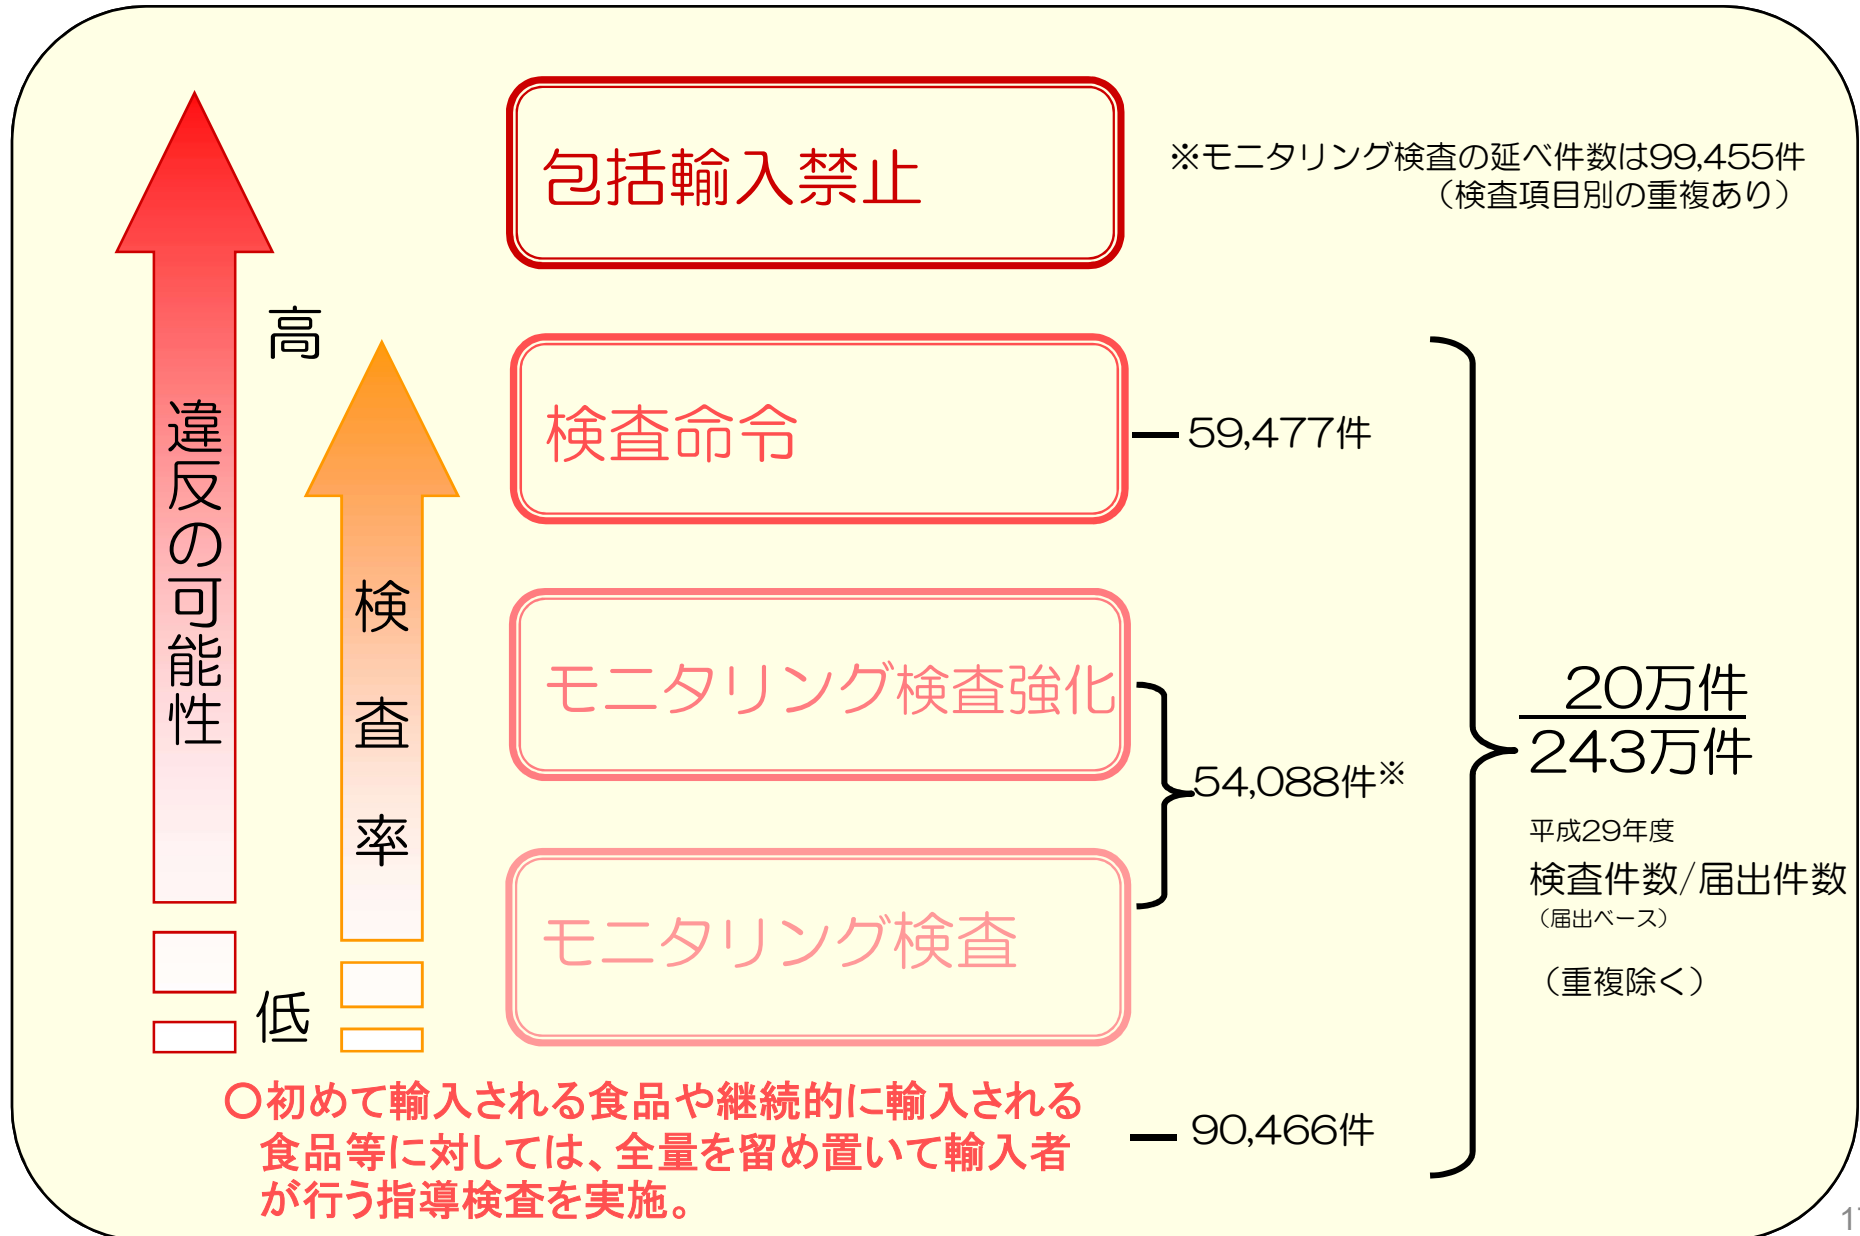 包括輸入禁止
※モニタリング検査の延べ件数は99,455件
（検査項目別の重複あり）
高
違反の可能性
検査命令
59,477件
検査率
モニタリング検査強化
54,088件※
モニタリング検査
20万件
243万件
平成29年度
検査件数/届出件数
（届出ベース）
（重複除く）
低
〇初めて輸入される食品や継続的に輸入される
食品等に対しては、全量を留め置いて輸入者
が行う指導検査を実施。
90,466件